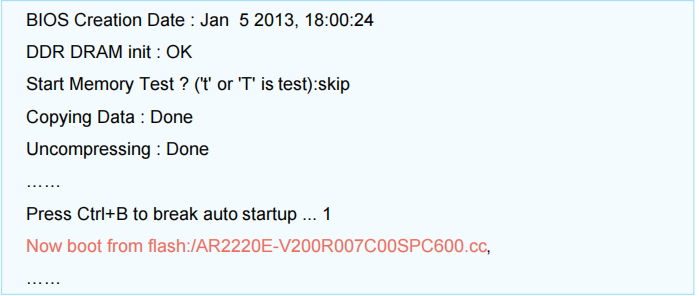 BIOS Creation Date : Jan  5 2013, 18:00:24
DDR DRAM init : OK
Start Memory Test ? ('t' or 'T' is test):skip
Copying Data : Done
Uncompressing : Done
……
Press Ctrl+B to break auto startup ... 1
Now boot from flash:/AR2220E-V200R007C00SPC600.cc,
……